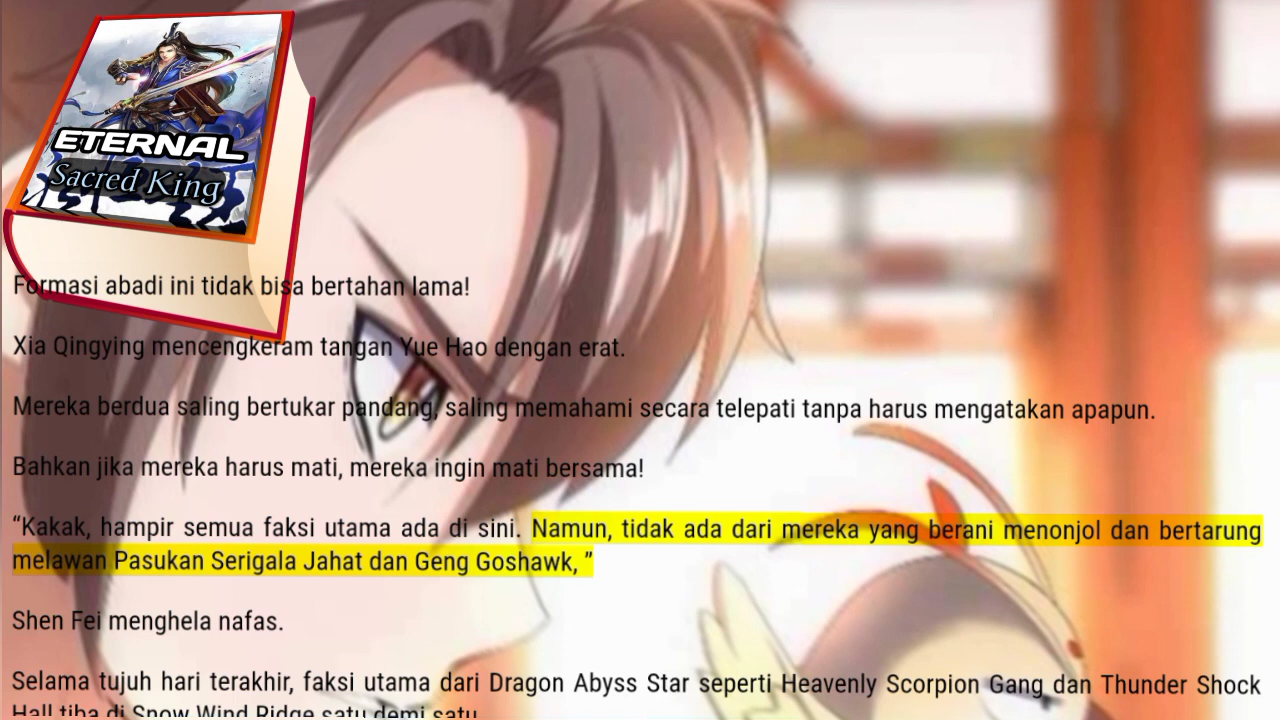 ETERNAL
Sacred King
Formasi abadi ini tidak bisa bertahan lama!
Xia Qingying mencengkeram tangan Yue Hao dengan erat.
Mereka berdua saling bertukar pandang, saling memahami secara telepati tanpa harus mengatakan apapun.
Bahkan jika mereka harus mati, mereka ingin mati bersama!
“Kakak, hampir semua faksi utama ada di sini. Namun, tidak ada dari mereka yang berani menonjol dan bertarung
melawan Pasukan Serigala Jahat dan Geng Goshawk, ”
Shen Fei menghela nafas.
Selama tujuh hari terakhir, faksi utama dari Dragon Abyss Star seperti Heavenly Scorpion Gang dan Thunder Shock
Hall tiba di Snow Wind Ridge satu demi satu